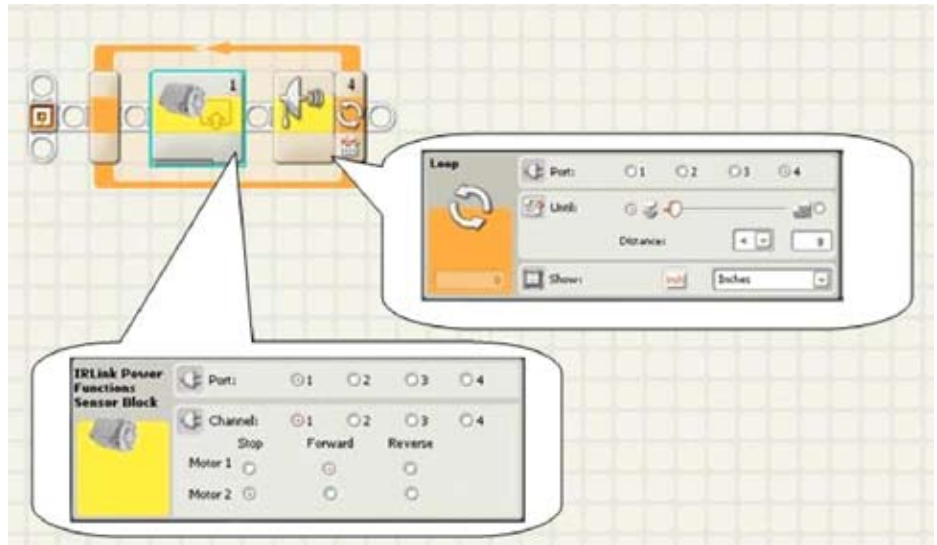 1
4
Loop
Port: 1 2 3 4
Until:
Distance: < 8
Show: Inches
IRLink Power
Functions
Sensor Block
Port: 1 2 3 4
Channel: 1 2 3 4
Stop Forward Reverse
Motor 1
Motor 2